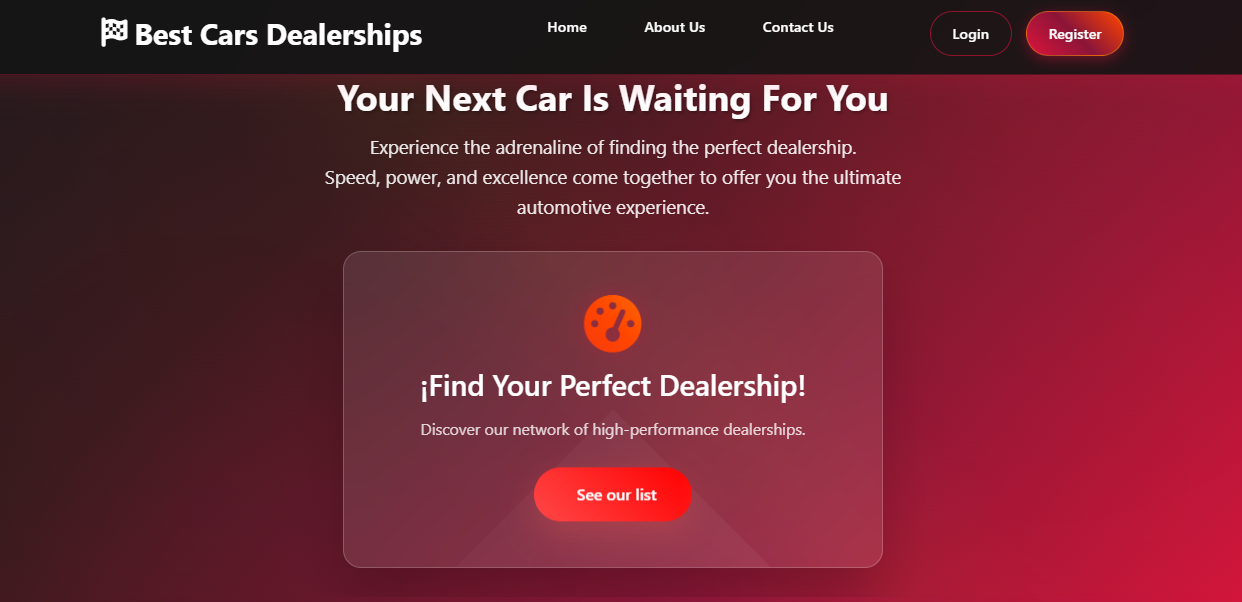 Best Cars Dealerships
Home
About Us
Contact Us
Login
Register
Your Next Car Is Waiting For You
Experience the adrenaline of finding the perfect dealership.
Speed, power, and excellence come together to offer you the ultimate
automotive experience.
¡Find Your Perfect Dealership!
Discover our network of high-performance dealerships.
See our list